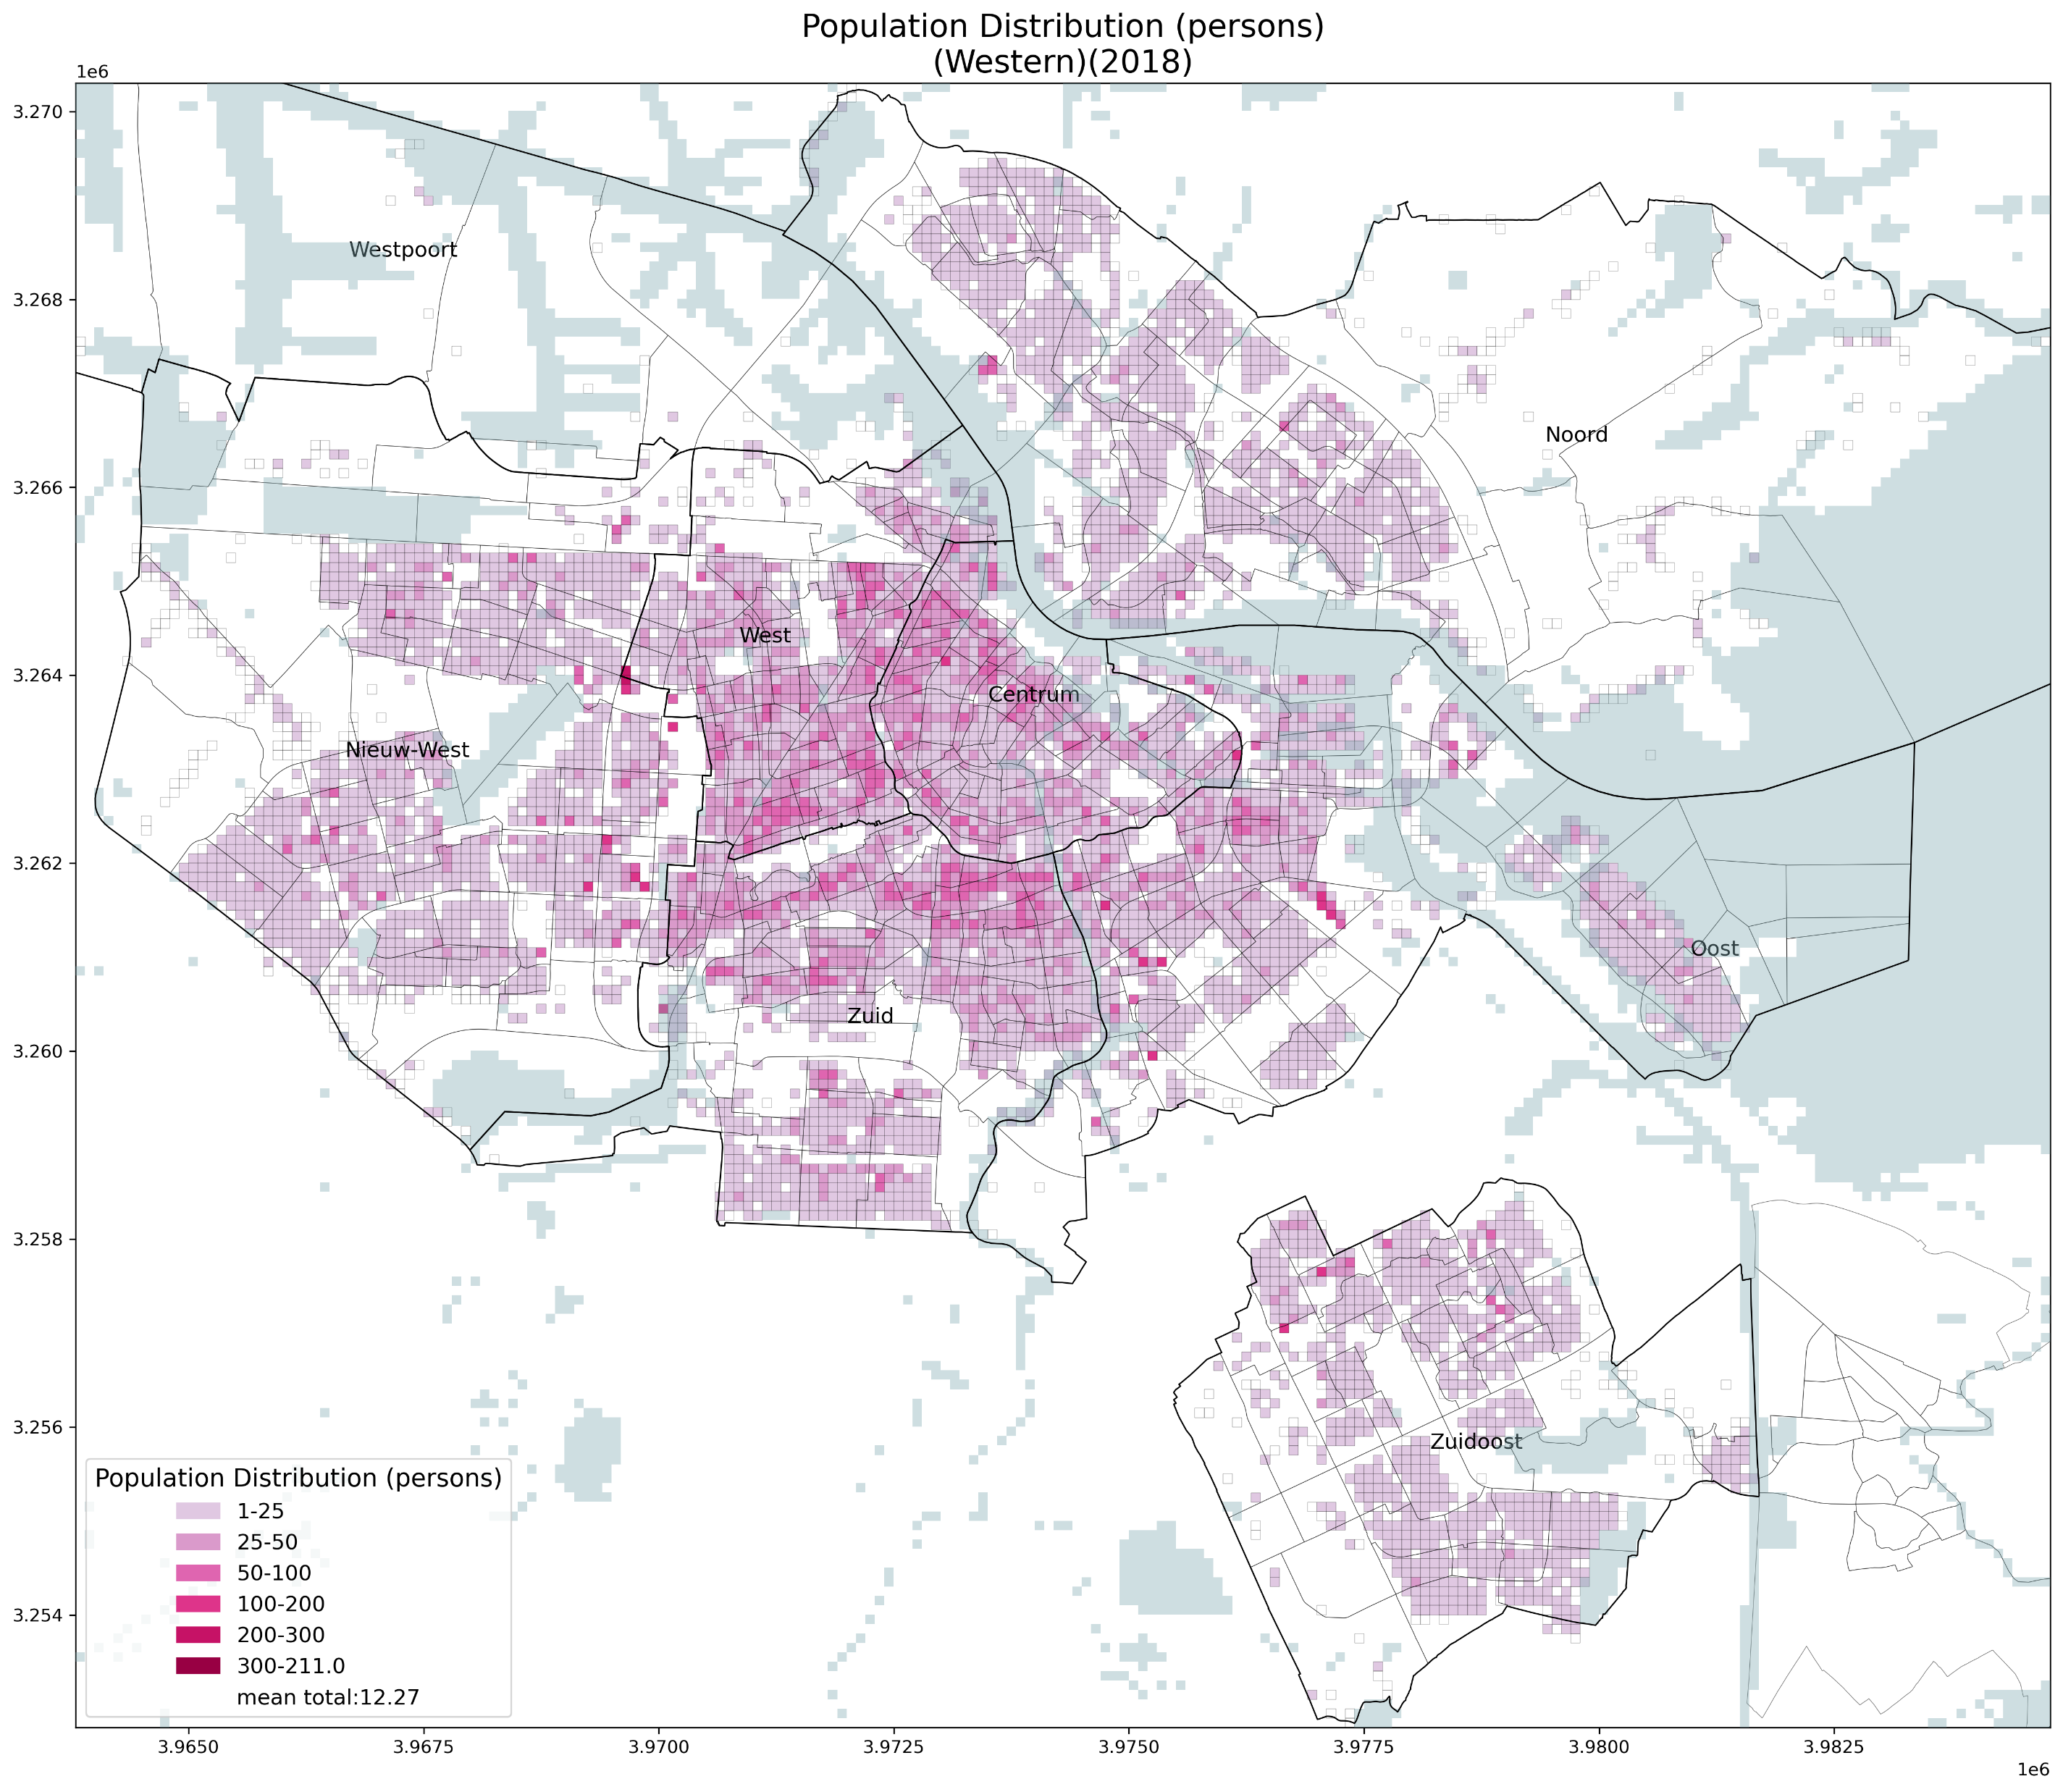 Population Distribution (persons)
(Western)(2018)
1e6
3.270
3.268
3.266
3.264
3.262
3.260
3.258
3.256
3.254
Westpoort
Noord
West
Centrum
Nieuw-West
Oost
Zuid
Zuidoost
Population Distribution (persons)
1-25
25-50
50-100
100-200
200-300
300-211.0
mean total:12.27
3.9650
3.9675
3.9700
3.9725
3.9750
3.9775
3.9800
3.9825
1e6